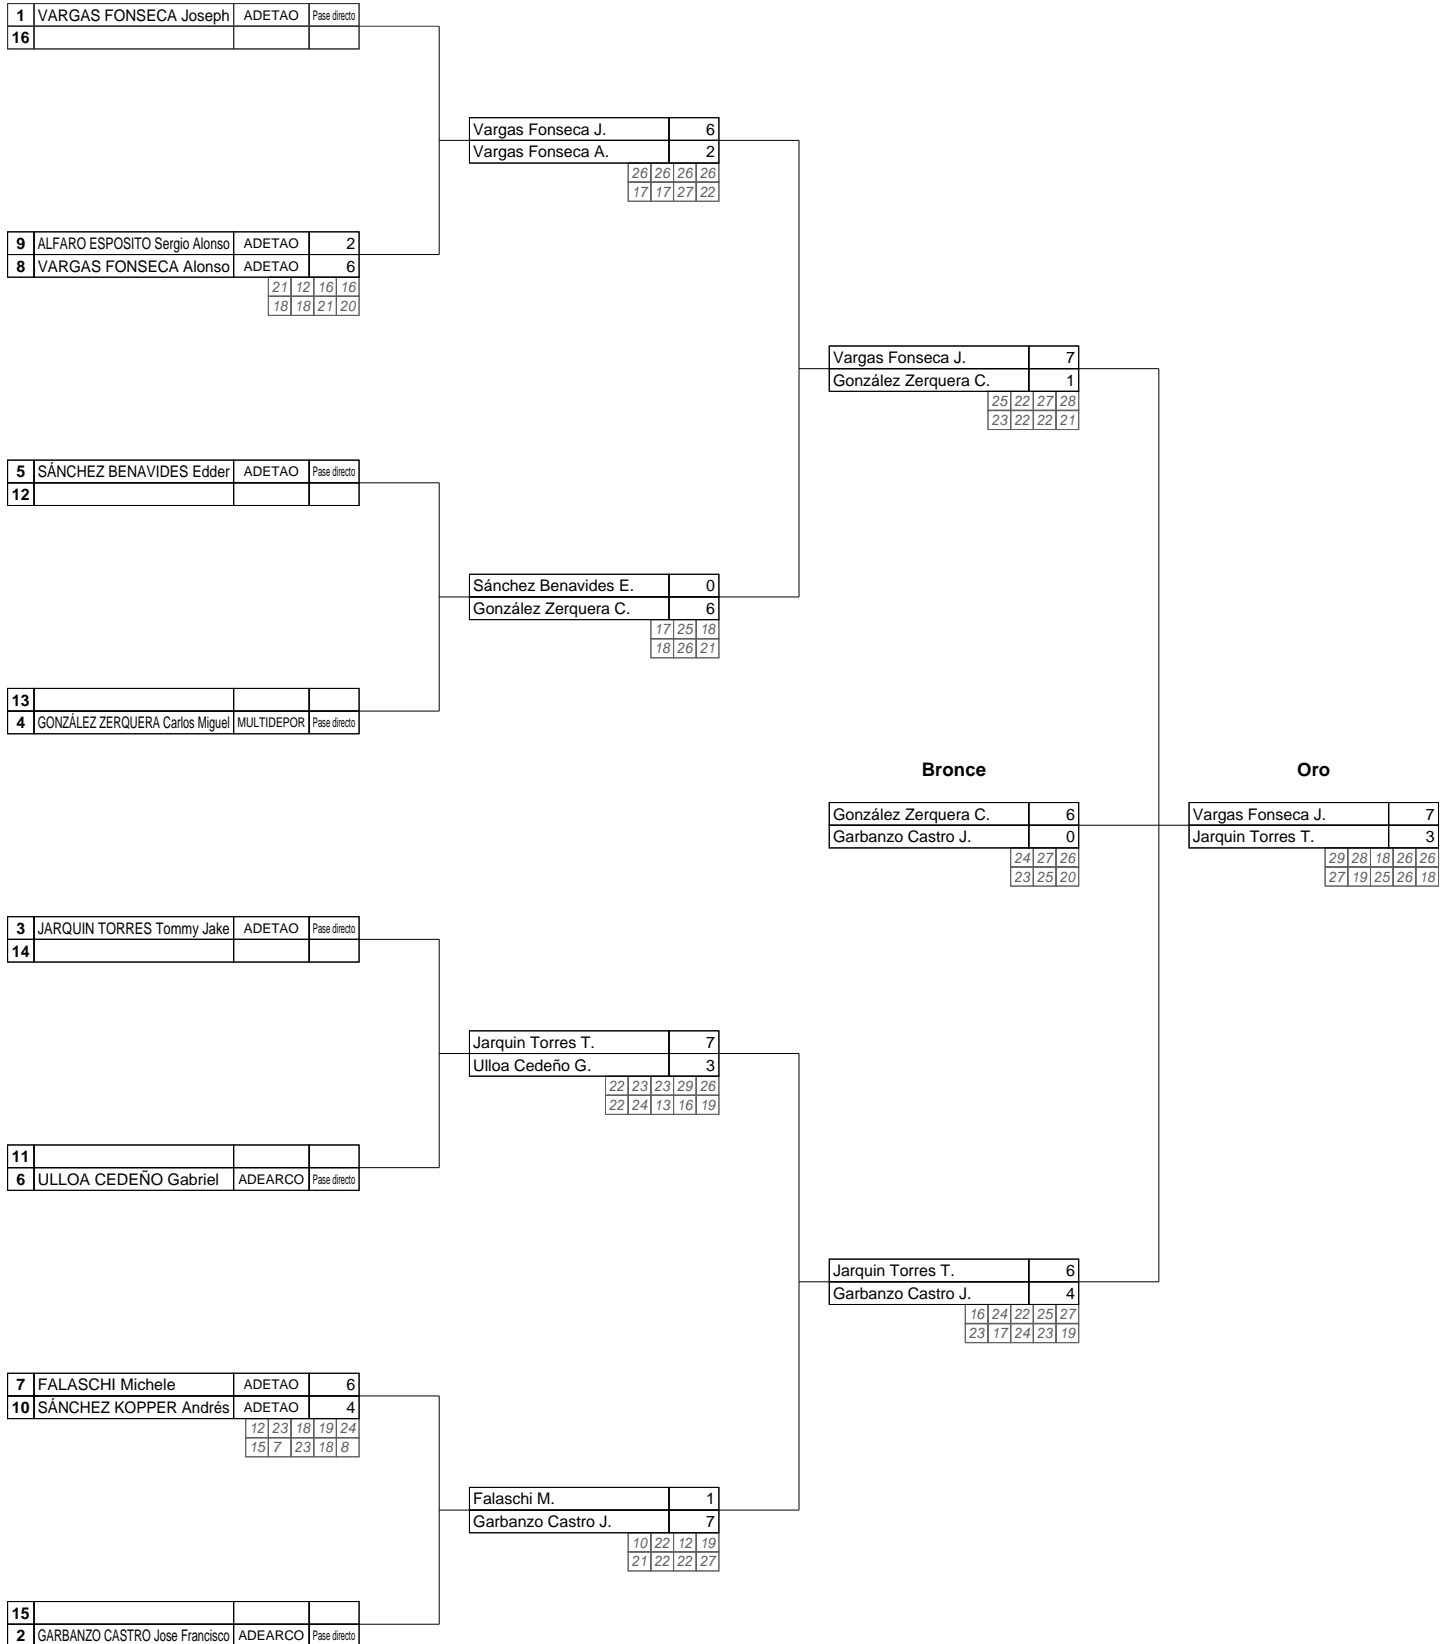 1 VARGAS FONSECA Joseph ADETAO Pase directo
16
Vargas Fonseca J. 6
Vargas Fonseca A. 2
26 26 26 26
17 17 27 22
9 ALFARO ESPOSITO Sergio Alonso ADETAO 2
8 VARGAS FONSECA Alonso ADETAO 6
21 12 16 16
18 18 21 20
Vargas Fonseca J. 7
González Zerquera C. 1
25 22 27 28
23 22 22 21
5 SÁNCHEZ BENAVIDES Edder ADETAO Pase directo
12
Sánchez Benavides E. 0
González Zerquera C. 6
17 25 18
18 26 21
13
4 GONZÁLEZ ZERQUERA Carlos Miguel MULTIDEPOR Pase directo
Bronce Oro
González Zerquera C. 6 Vargas Fonseca J. 7
Garbanzo Castro J. 0 Jarquin Torres T. 3
24 27 26 29 28 18 26 26
23 25 20 27 19 25 26 18
3 JARQUIN TORRES Tommy Jake ADETAO Pase directo
14
Jarquin Torres T. 7
Ulloa Cedeño G. 3
22 23 23 29 26
22 24 13 16 19
11
6 ULLOA CEDEÑO Gabriel ADEARCO Pase directo
Jarquin Torres T. 6
Garbanzo Castro J. 4
16 24 22 25 27
23 17 24 23 19
7 FALASCHI Michele ADETAO 6
10 SÁNCHEZ KOPPER Andrés ADETAO 4
12 23 18 19 24
15 7 23 18 8
Falaschi M. 1
Garbanzo Castro J. 7
10 22 12 19
21 22 22 27
15
2 GARBANZO CASTRO Jose Francisco ADEARCO Pase directo